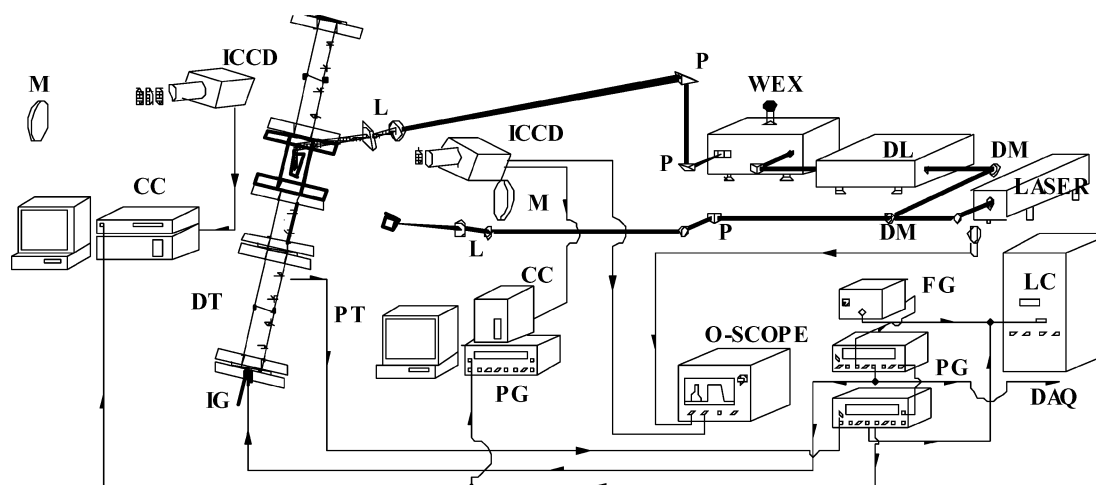 ICCD
M
P
WEX
L
ICCD
P
DL
DM
LASER
CC
M
P
DM
L
CC
FG
LC
DT
PT
O-SCOPE
PG
IG
PG
DAQ